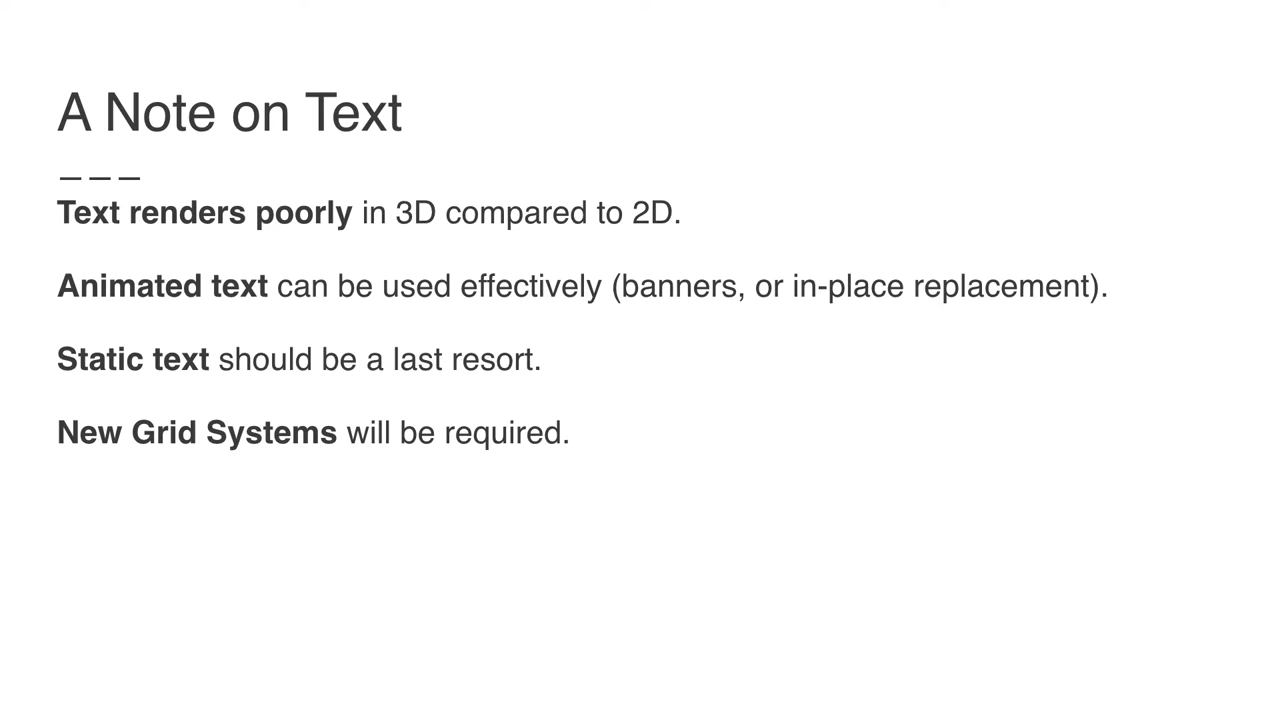 A Note on Text
___
Text renders poorly in 3D compared to 2D.
Animated text can be used effectively (banners, or in-place replacement).
Static text should be a last resort.
New Grid Systems will be required.